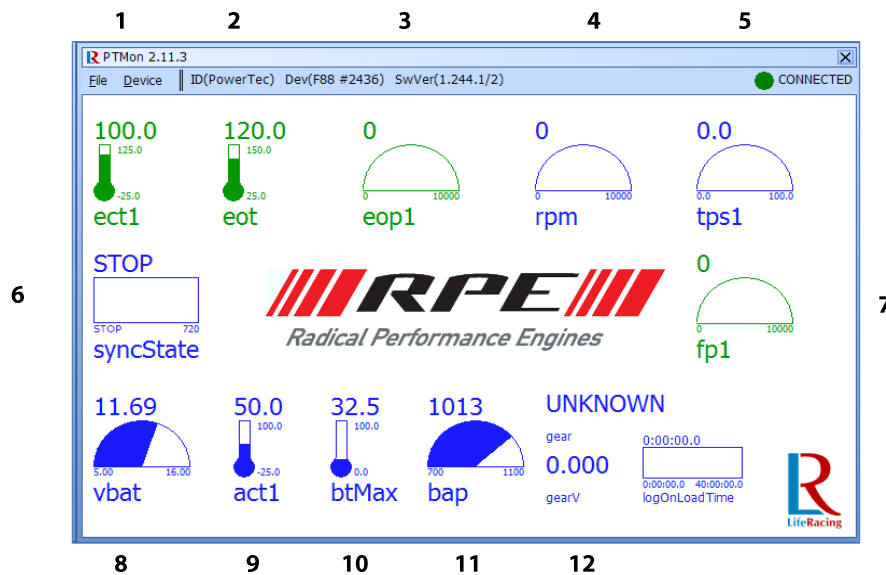 1 2 3 4 5
PTMon 2.11.3
File Device ID(PowerTec) Dev(F88 #2436) SwVer(1.244.1/2) CONNECTED
100.0 120.0 0 0 0.0
125.0 150.0
-25.0 25.0 0 10000 0 10000 0.0 100.0
ect1 eot eop1 rpm tps1
STOP 0
6 RPE 7
STOP 720 0 10000
Radical Performance Engines
syncState fp1
11.69 50.0 32.5 1013 UNKNOWN
100.0 100.0
gear 0:00:00.0
0.000
5.00 16.00 -25.0 0.0 700 1100
0:00:00.0 40:00:00.0
vbat act1 btMax bap gearV logOnLoadTime
R
LifeRacing
8 9 10 11 12